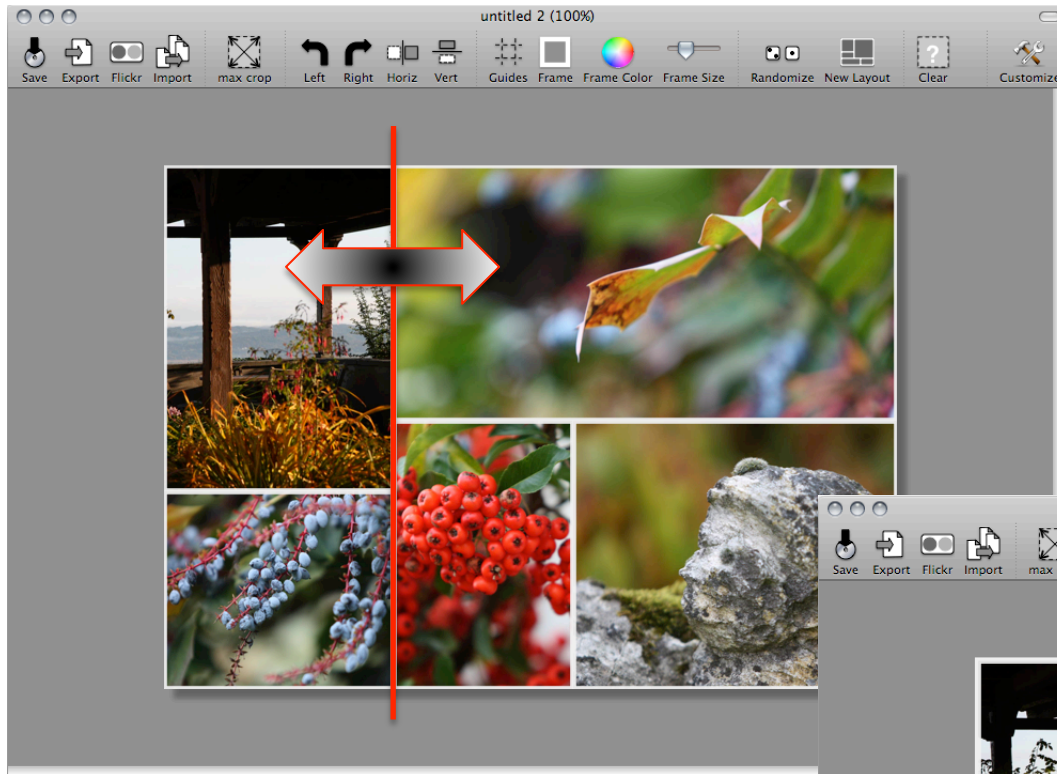 untitled 2 (100%)
Save Export Flickr Import max crop Left Right Horiz Vert Guides Frame Frame Color Frame Size Randomize New Layout Clear Customize
Save Export Flickr Import max